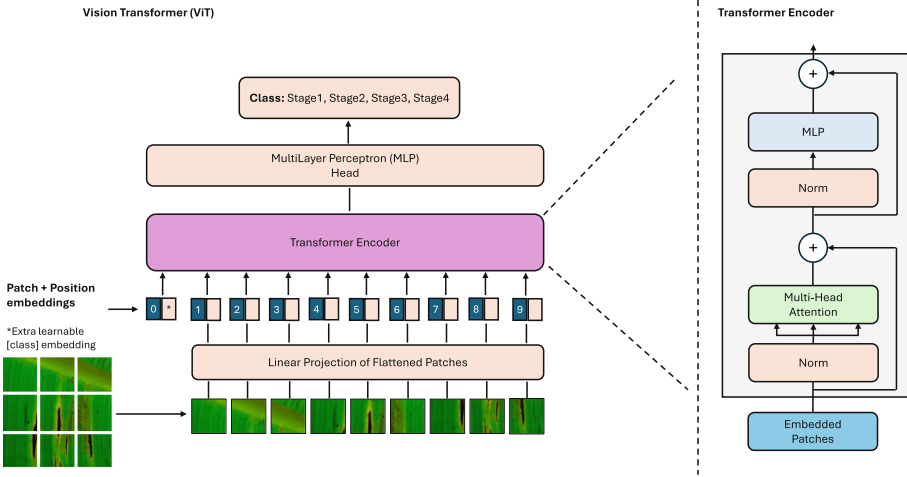 Vision Transformer (ViT)
Class: Stage1, Stage2, Stage3, Stage4
MultiLayer Perceptron (MLP)
Head
Transformer Encoder
Patch + Position
embeddings
0 * 1 2 3 4 5 6 7 8 9
*Extra learnable
[class] embedding
Linear Projection of Flattened Patches
Transformer Encoder
+
MLP
Norm
+
Multi-Head
Attention
Norm
Embedded
Patches